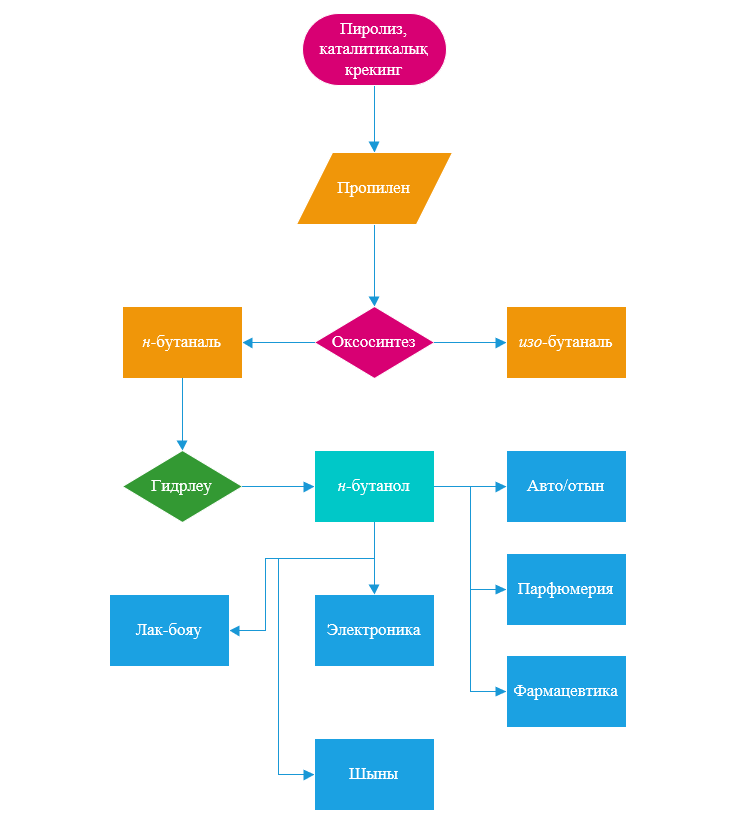 Пиролиз,
каталитикалық
крекинг
Пропилен
н-бутаналь
Оксосинтез
изо-бутаналь
Гидрлеу
н-бутанол
Авто/отын
Парфюмерия
Лак-бояу
Электроника
Фармацевтика
Шыны